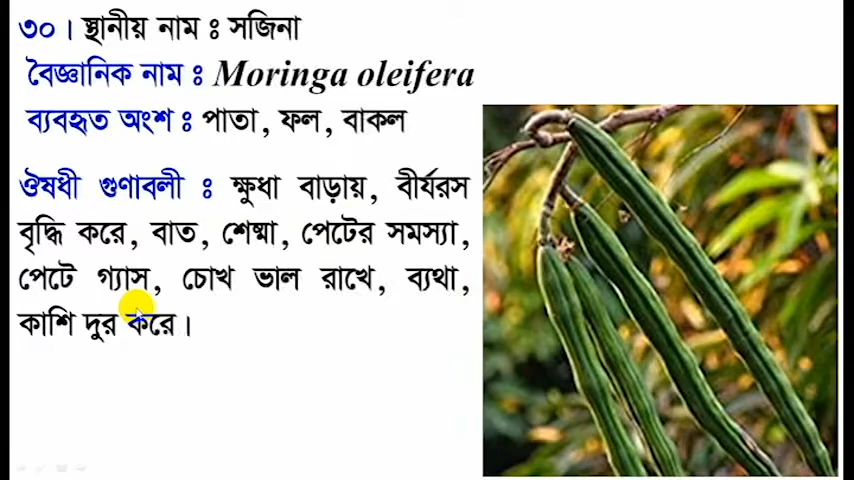 ৩০। স্থানীয় নাম ঃ সজিনা
বৈজ্ঞানিক নাম ঃ Moringa oleifera
ব্যবহৃত অংশ ঃ পাতা, ফল, বাকল
ঔষধী গুণাবলী ঃ ক্ষুধা বাড়ায়, বীর্যরস
বৃদ্ধি করে, বাত, শেষ্মা, পেটের সমস্যা,
পেটে গ্যাস, চোখ ভাল রাখে, ব্যথা,
কাশি দুর করে।